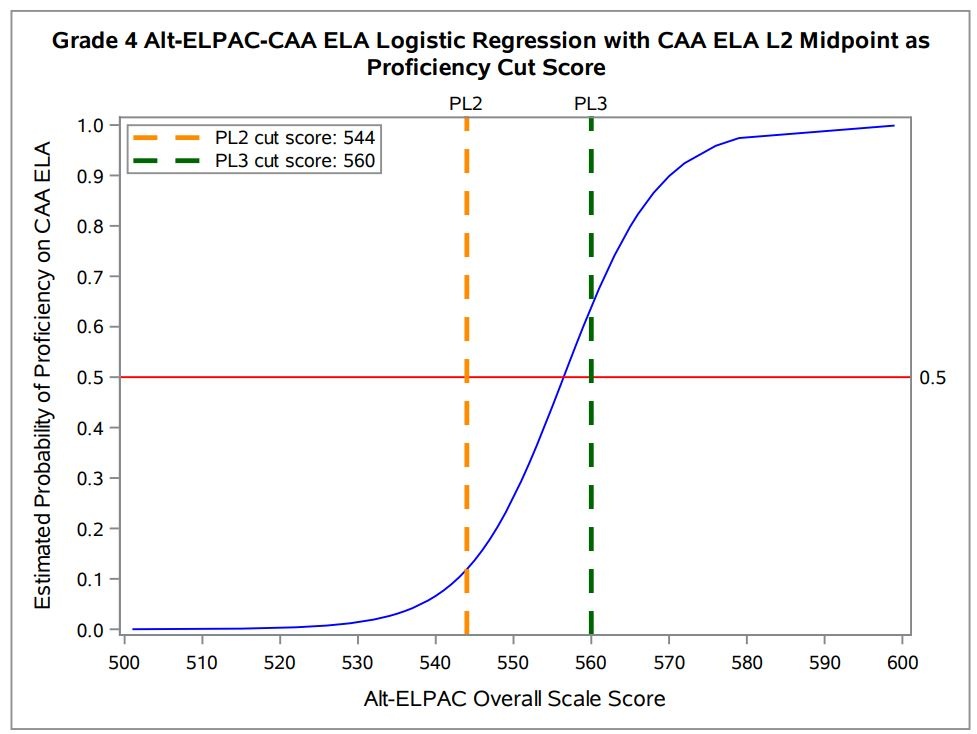 Grade 4 Alt-ELPAC-CAA ELA Logistic Regression with CAA ELA L2 Midpoint as
Proficiency Cut Score
PL2
PL3
PL2 cut score: 544
PL3 cut score: 560
Estimated Probability of Proficiency on CAA ELA
1.0
0.9
0.8
0.7
0.6
0.5
0.4
0.3
0.2
0.1
0.0
0.5
500 510 520 530 540 550 560 570 580 590 600
Alt-ELPAC Overall Scale Score